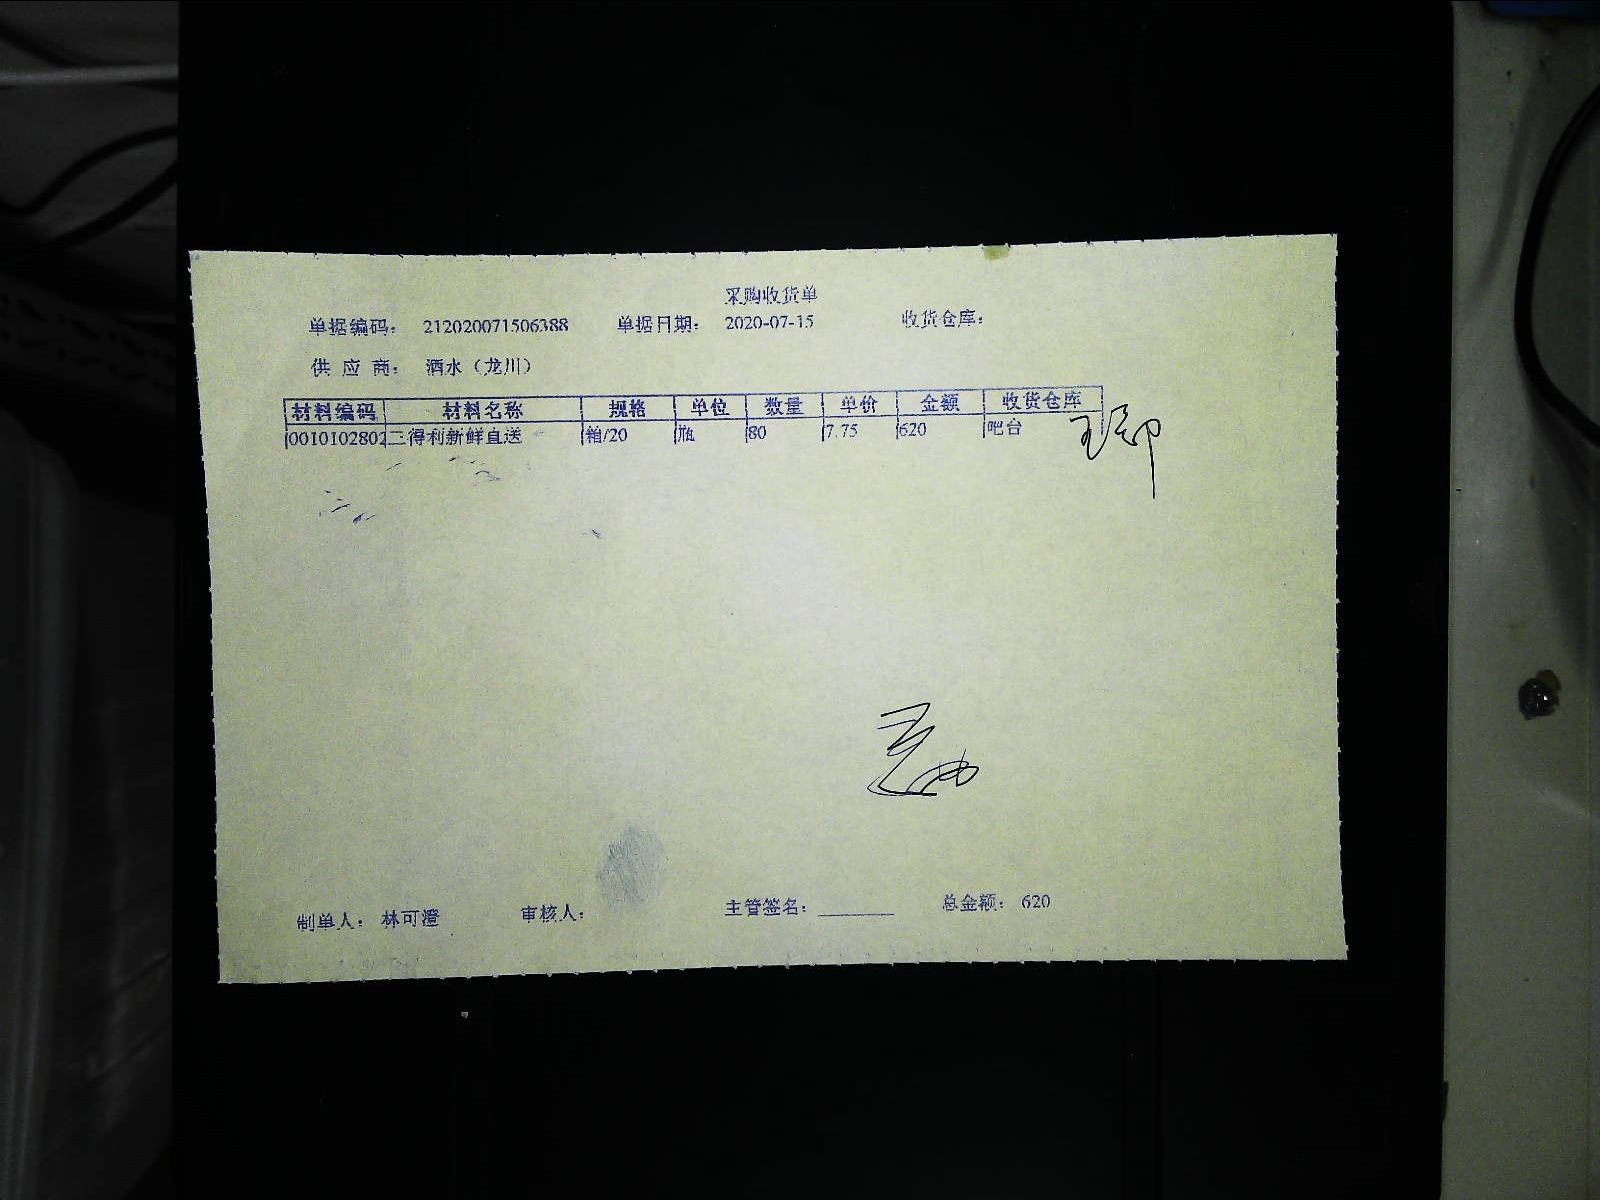 采购收货单
单据编码： 212020071506388 单据日期： 2020-07-15 收货仓库：
供 应 商： 酒水（龙川）
材料编码 材料名称 规格 单位 数量 单价 金额 收货仓库
0010102802 三得利新鲜直送 箱/20 瓶 80 7.75 620 吧台
制单人： 林可澄 审核人： 主管签名：________ 总金额： 620